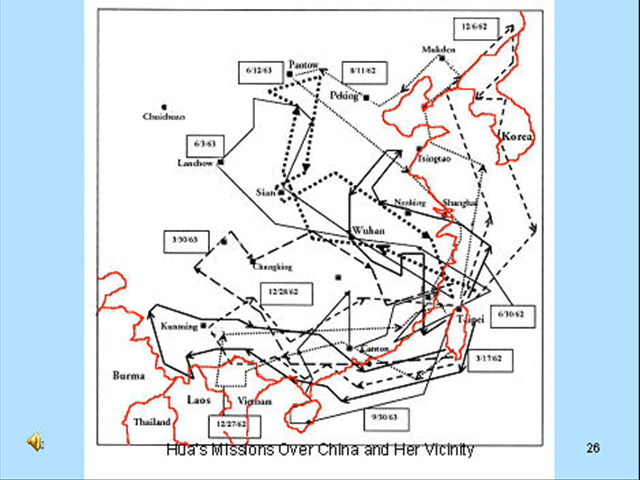 12/6/62
Mukden
Paotow
6/12/63
8/11/62
Peking
Korea
6/3/63
Tsingtao
Lanchow
Sian
Nanking
Shanghai
Wuhan
3/30/63
Chungking
12/28/62
6/30/62
Taipei
Kunming
Canton
3/17/62
Burma
Laos
Vietnam
9/30/63
Thailand
12/27/62
Hua's Missions Over China and Her Vicinity
26